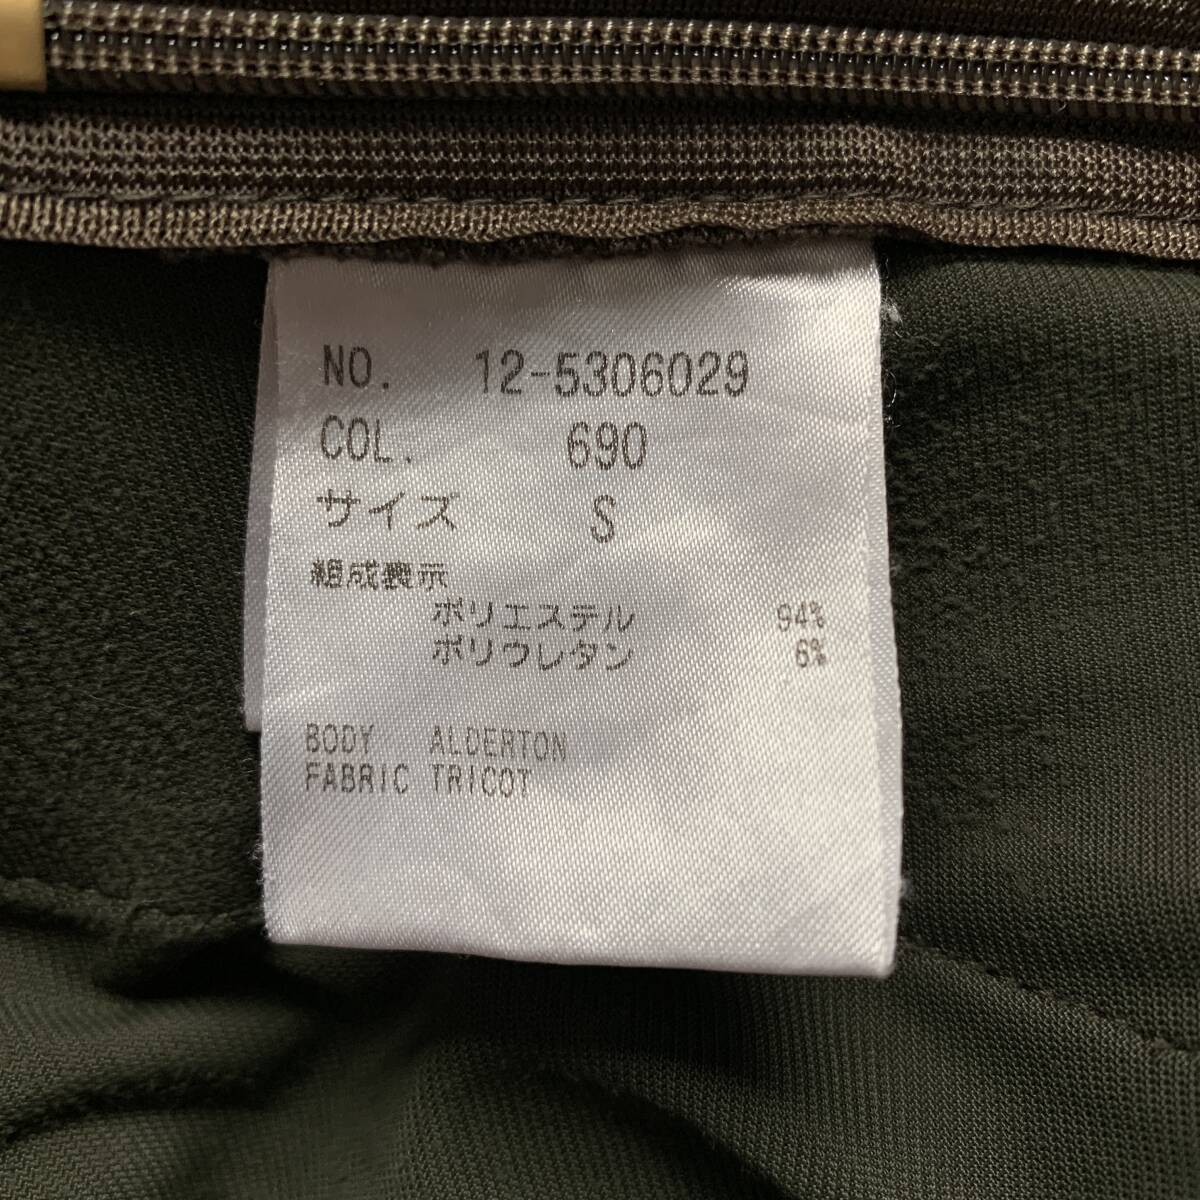 NO. 12-5306029
COL. 690
サイズ S
組成表示
ポリエステル 94%
ポリウレタン 6%
BODY ALDERTON
FABRIC TRICOT